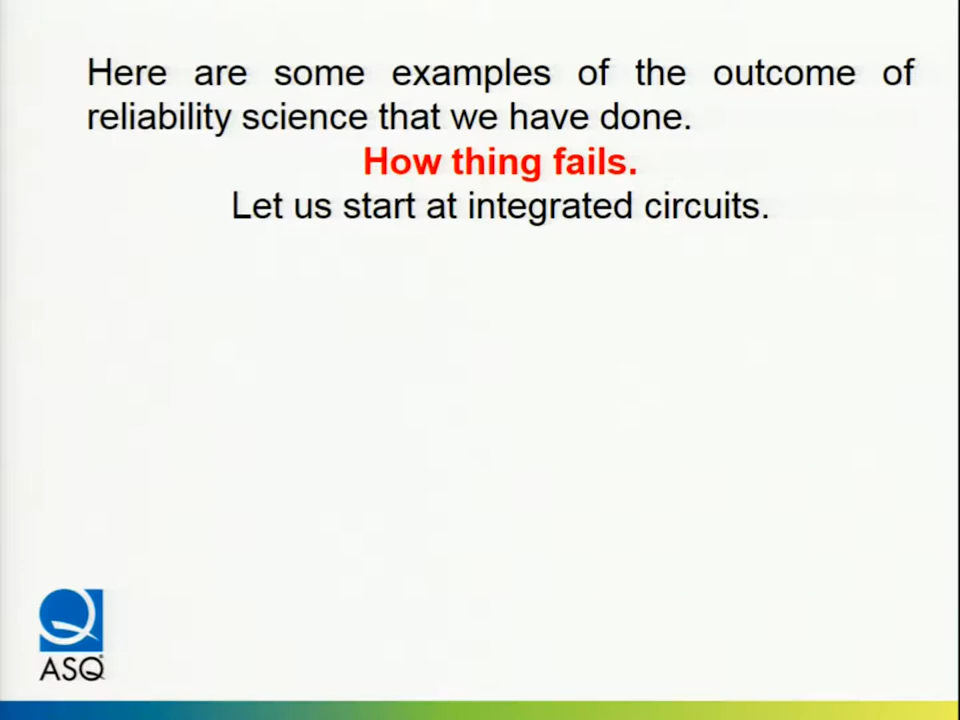 Here are some examples of the outcome of
reliability science that we have done.
How thing fails.
Let us start at integrated circuits.
ASQ